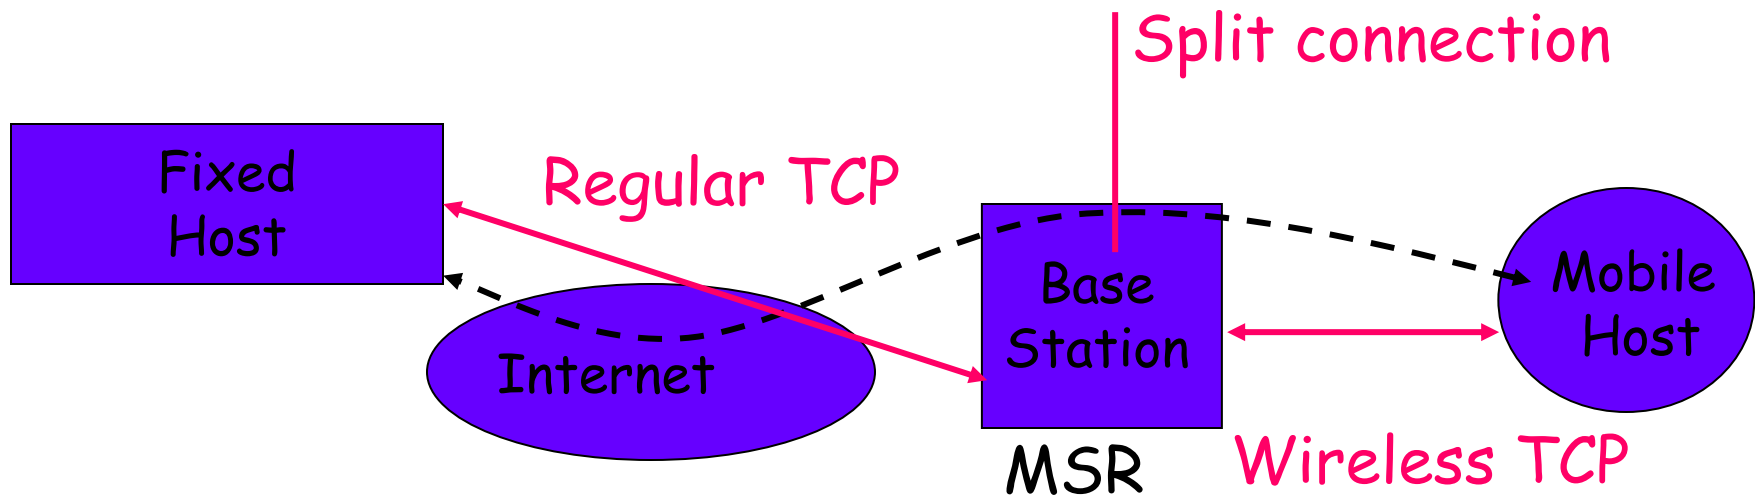 Split connection
Fixed
Host
Regular TCP
Base
Station
Mobile
Host
Internet
MSR
Wireless TCP